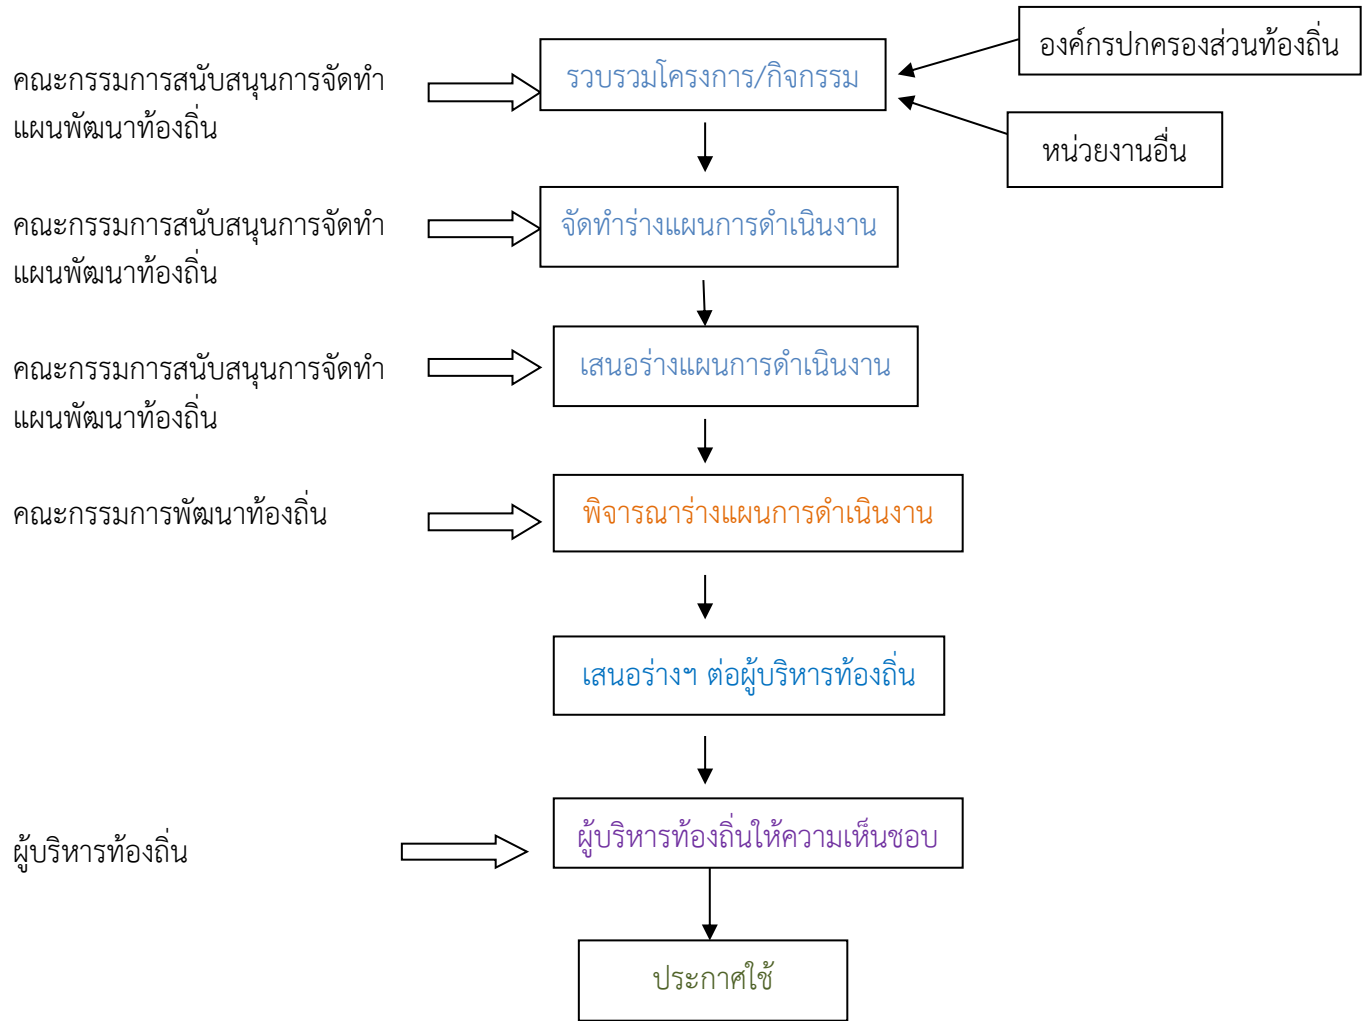 องค์กรปกครองส่วนท้องถิ่น
คณะกรรมการสนับสนุนการจัดทำ
แผนพัฒนาท้องถิ่น
รวบรวมโครงการ/กิจกรรม
หน่วยงานอื่น
คณะกรรมการสนับสนุนการจัดทำ
แผนพัฒนาท้องถิ่น
จัดทำร่างแผนการดำเนินงาน
คณะกรรมการสนับสนุนการจัดทำ
แผนพัฒนาท้องถิ่น
เสนอร่างแผนการดำเนินงาน
คณะกรรมการพัฒนาท้องถิ่น
พิจารณาร่างแผนการดำเนินงาน
เสนอร่างฯ ต่อผู้บริหารท้องถิ่น
ผู้บริหารท้องถิ่น
ผู้บริหารท้องถิ่นให้ความเห็นชอบ
ประกาศใช้